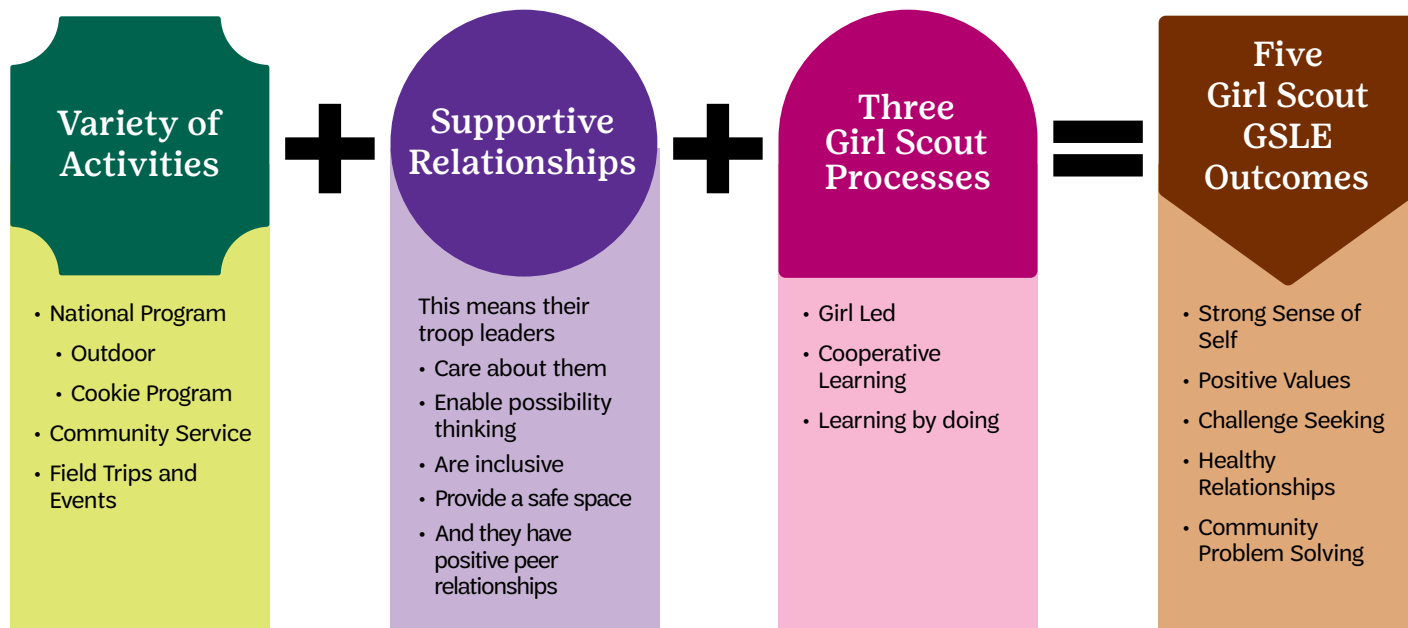 Variety of
Activities
• National Program
• Outdoor
• Cookie Program
• Community Service
• Field Trips and
Events
+
Supportive
Relationships
This means their
troop leaders
• Care about them
• Enable possibility
thinking
• Are inclusive
• Provide a safe space
• And they have
positive peer
relationships
+
Three
Girl Scout
Processes
• Girl Led
• Cooperative
Learning
• Learning by doing
=
Five
Girl Scout
GSLE
Outcomes
• Strong Sense of
Self
• Positive Values
• Challenge Seeking
• Healthy
Relationships
• Community
Problem Solving